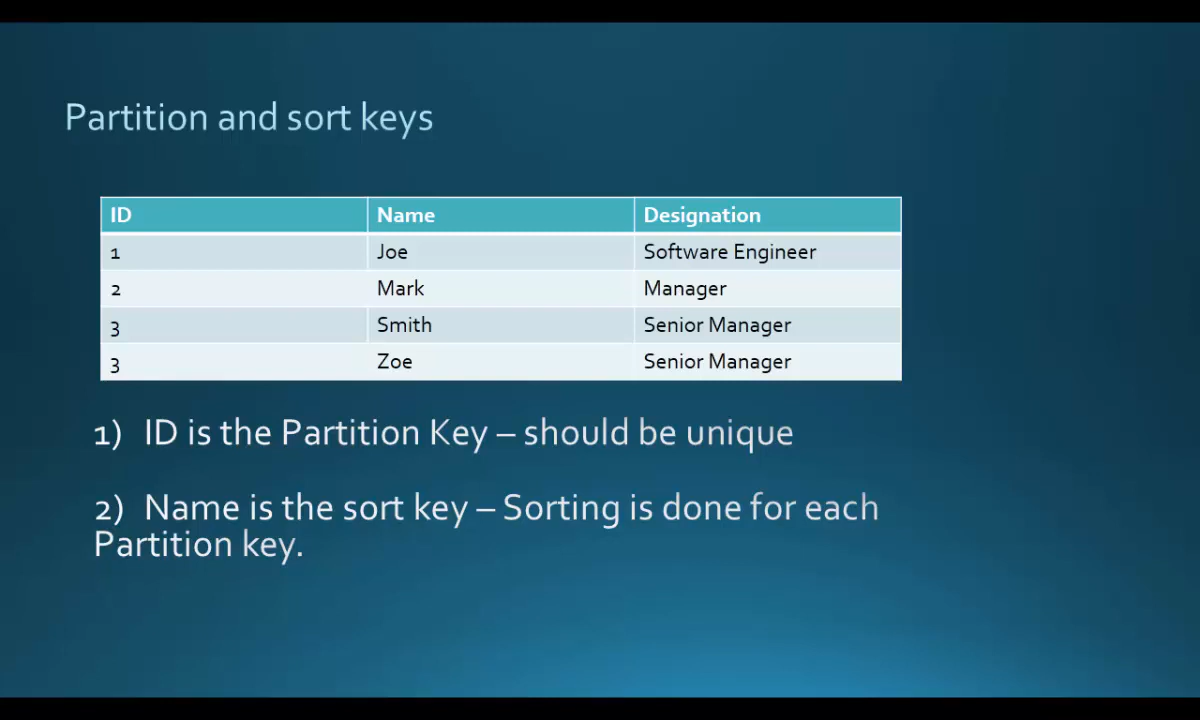 Partition and sort keys
ID Name Designation
1 Joe Software Engineer
2 Mark Manager
3 Smith Senior Manager
3 Zoe Senior Manager
1) ID is the Partition Key – should be unique
2) Name is the sort key – Sorting is done for each
Partition key.